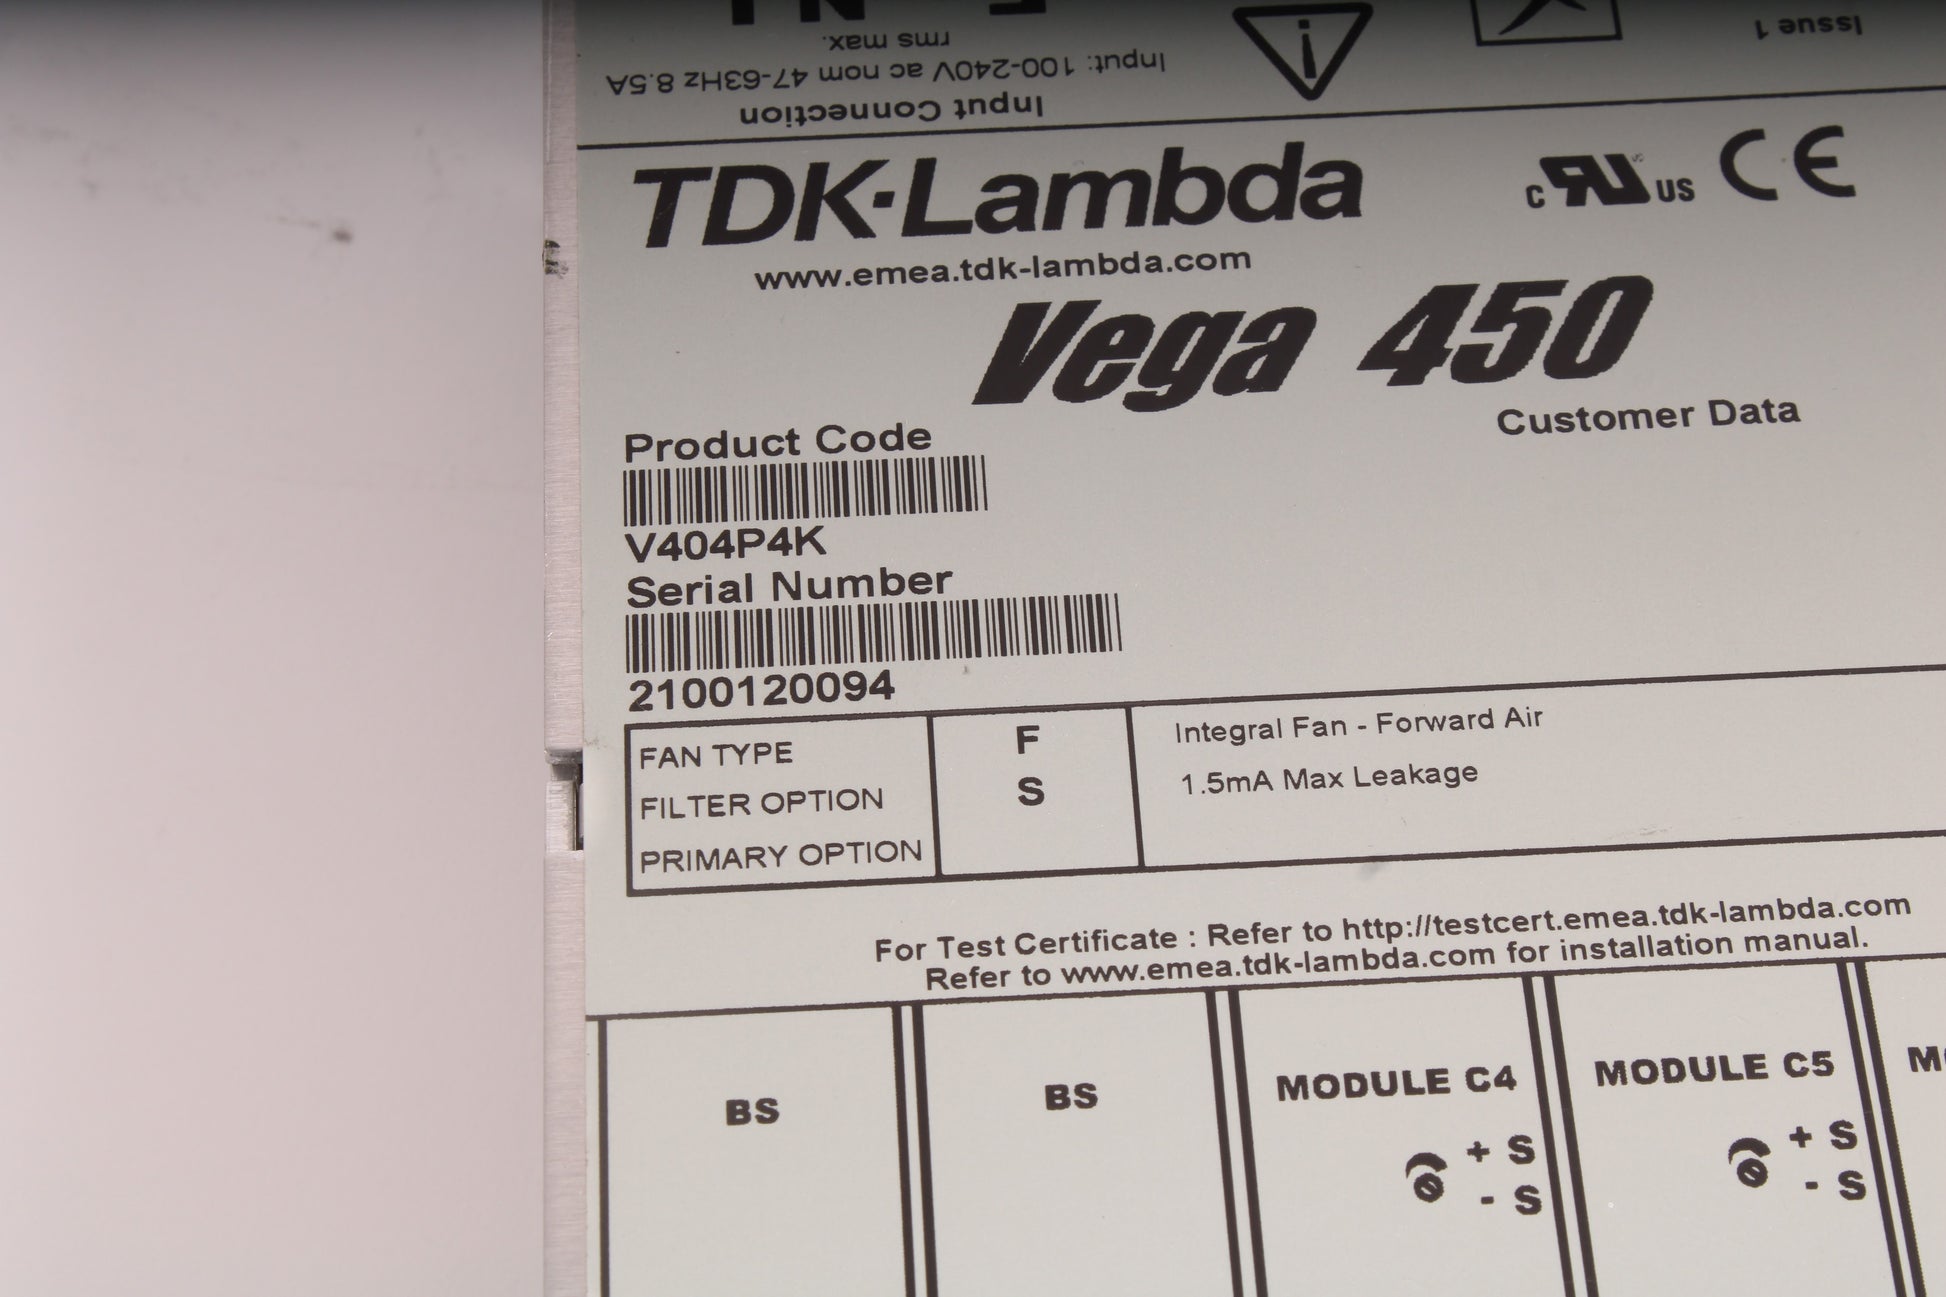 Issue 1
Input Connection
Input: 100-240V ac nom 47-63Hz 8.5A
rms max.
TDK-Lambda
c RU us CE
www.emea.tdk-lambda.com
Vega 450
Customer Data
Product Code
V404P4K
Serial Number
2100120094
FAN TYPE F Integral Fan - Forward Air
FILTER OPTION S 1.5mA Max Leakage
PRIMARY OPTION
For Test Certificate : Refer to http://testcert.emea.tdk-lambda.com
Refer to www.emea.tdk-lambda.com for installation manual.
BS BS MODULE C4 MODULE C5
+ S + S
- S - S